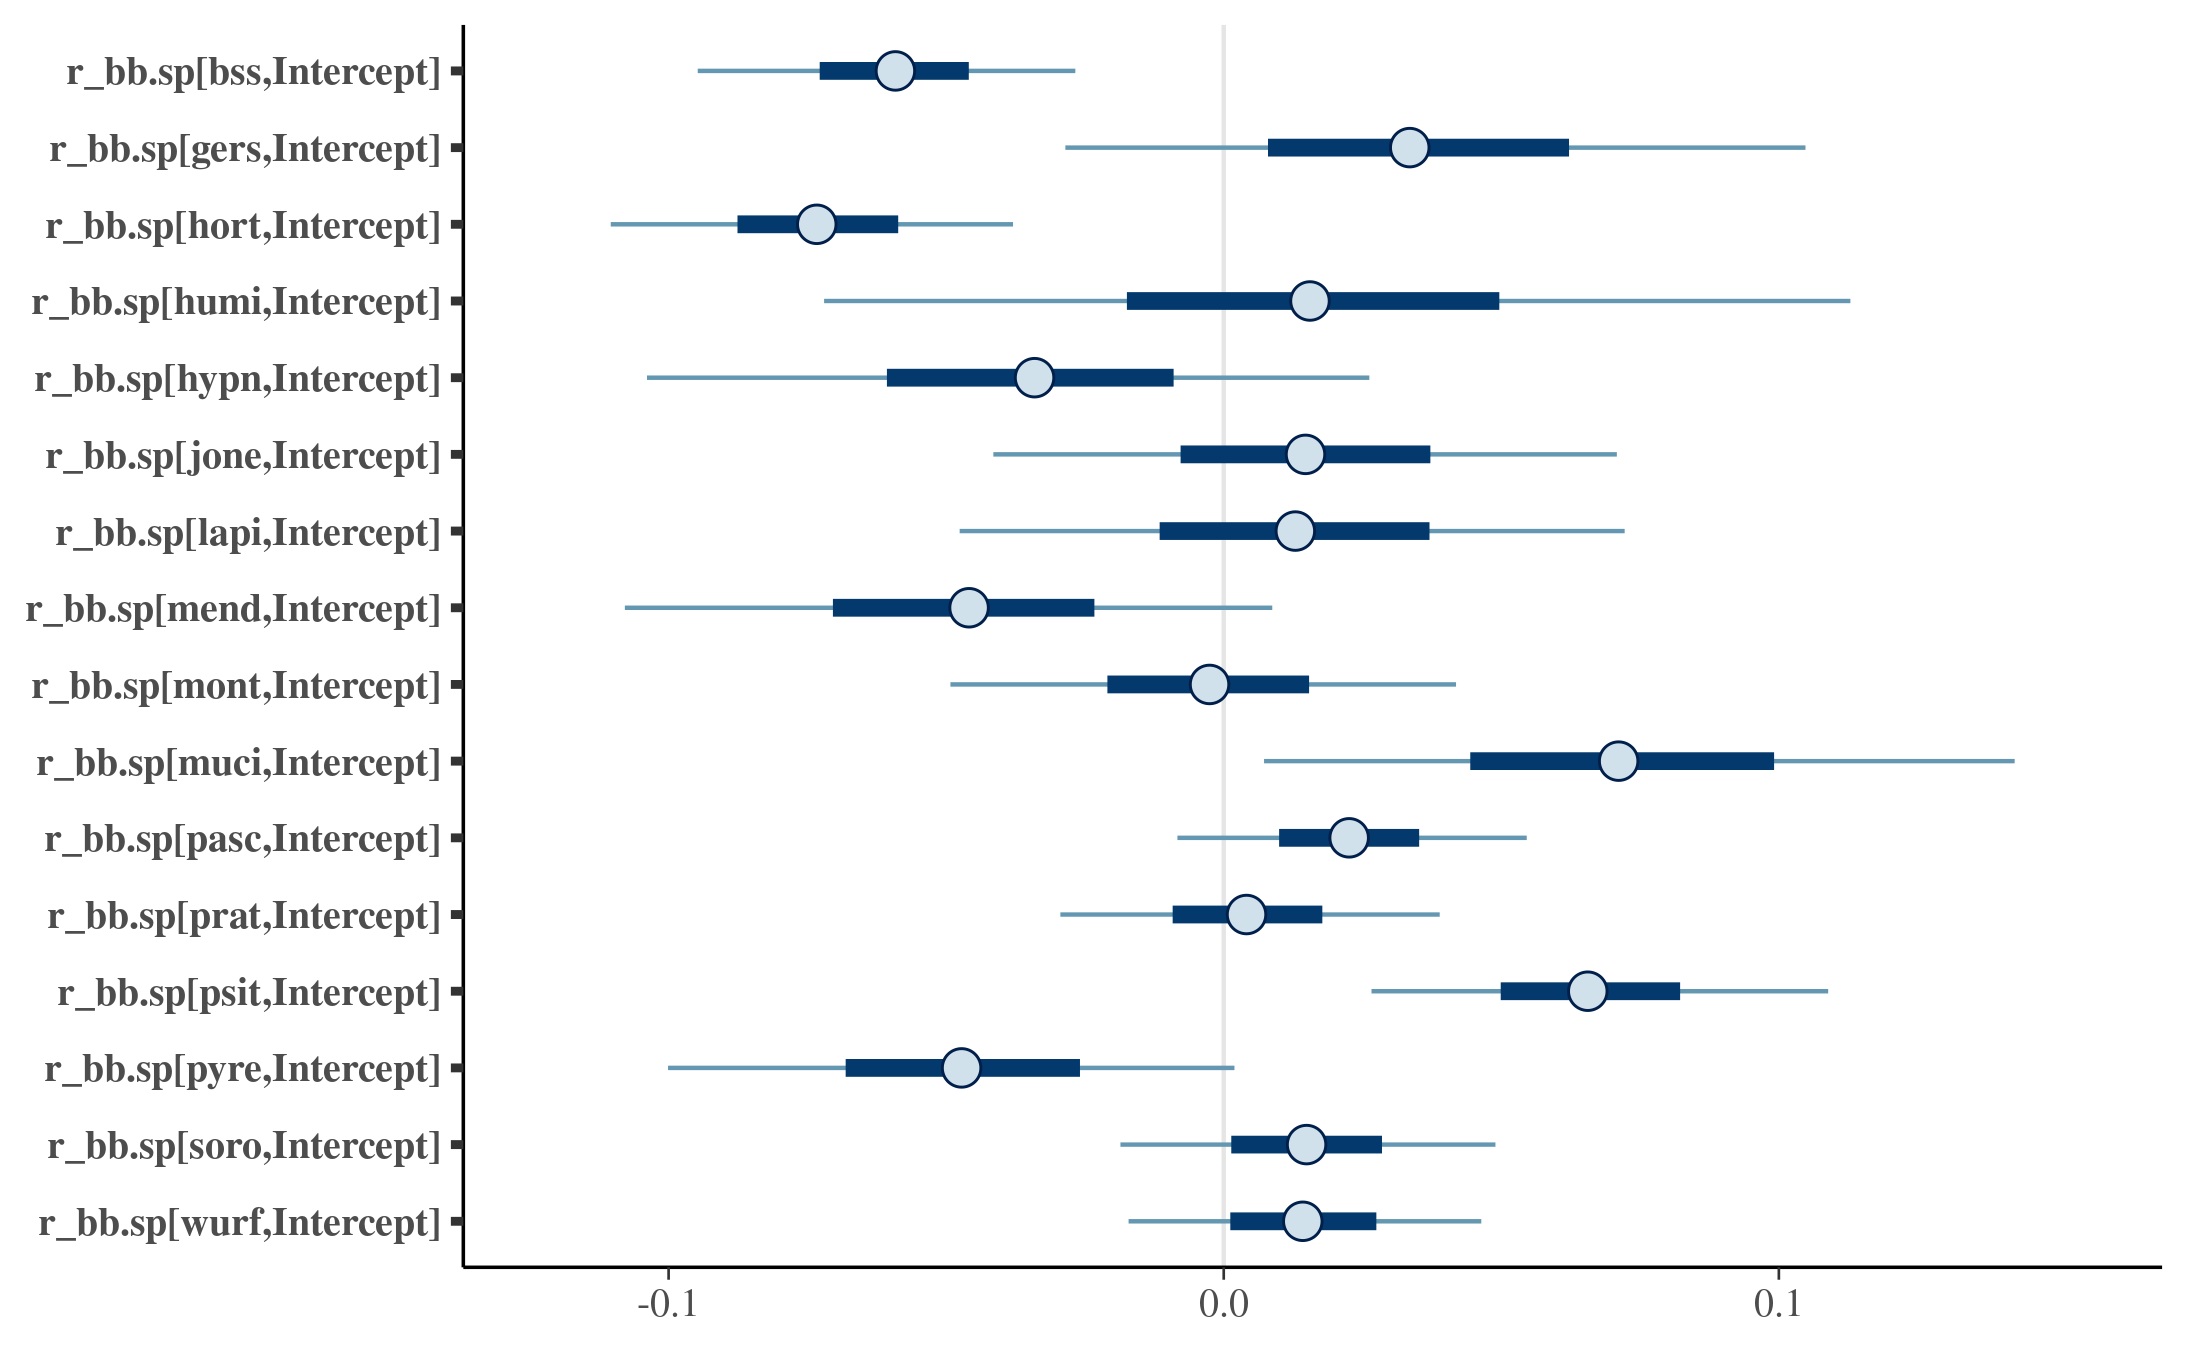 r_bb.sp[bss,Intercept]
r_bb.sp[gers,Intercept]
r_bb.sp[hort,Intercept]
r_bb.sp[humi,Intercept]
r_bb.sp[hypn,Intercept]
r_bb.sp[jone,Intercept]
r_bb.sp[lapi,Intercept]
r_bb.sp[mend,Intercept]
r_bb.sp[mont,Intercept]
r_bb.sp[muci,Intercept]
r_bb.sp[pasc,Intercept]
r_bb.sp[prat,Intercept]
r_bb.sp[psit,Intercept]
r_bb.sp[pyre,Intercept]
r_bb.sp[soro,Intercept]
r_bb.sp[wurf,Intercept]
-0.1 0.0 0.1